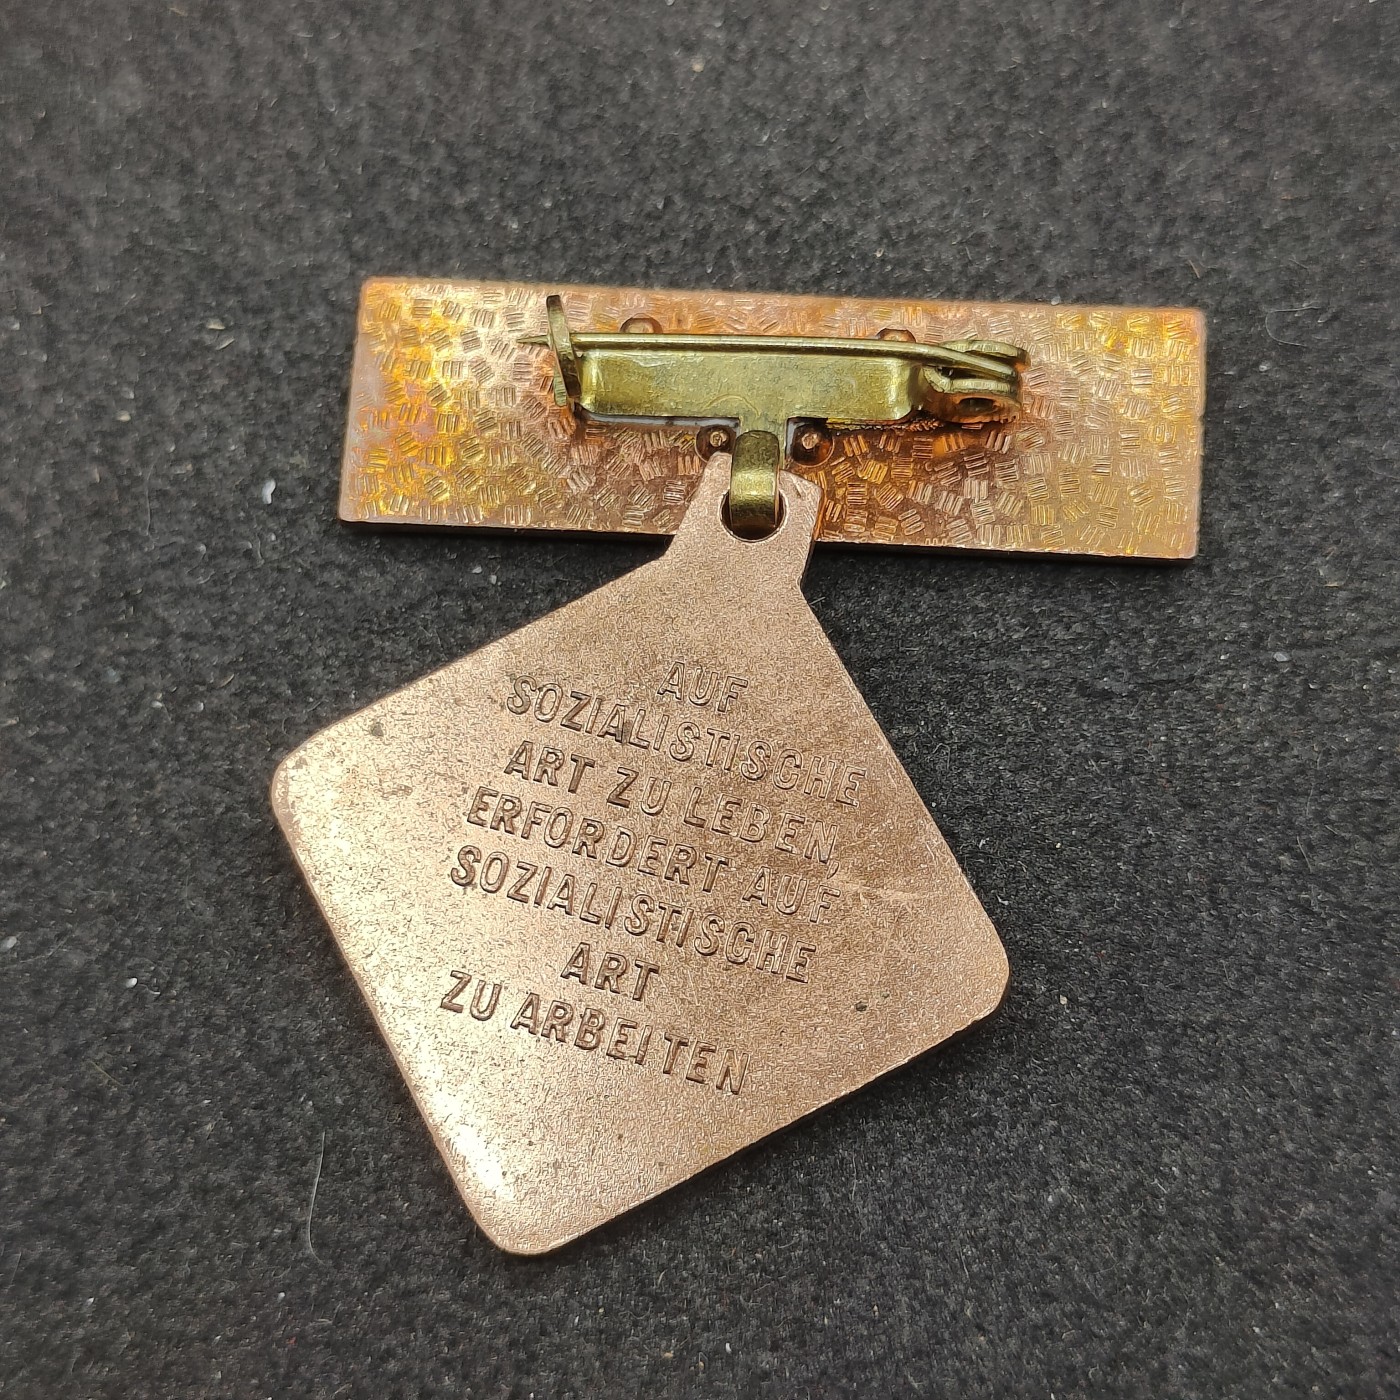 AUF
SOZIALISTISCHE
ART ZU LEBEN,
ERFORDERT AUF
SOZIALISTISCHE
ART
ZU ARBEITEN